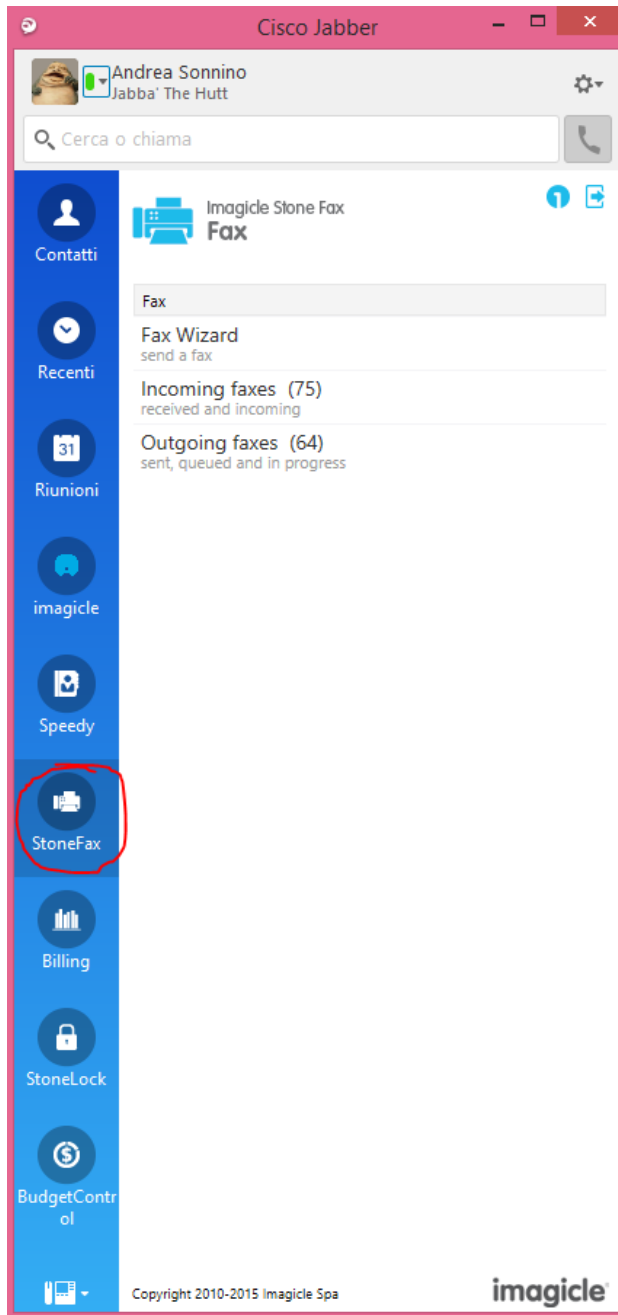 Cisco Jabber
Andrea Sonnino
Jabba' The Hutt
Cerca o chiama
Contatti
Recenti
31
Riunioni
imagicle
Speedy
StoneFax
Billing
StoneLock
BudgetContr
ol
Imagicle Stone Fax
Fax
Fax
Fax Wizard
send a fax
Incoming faxes (75)
received and incoming
Outgoing faxes (64)
sent, queued and in progress
Copyright 2010-2015 Imagicle Spa
imagicle